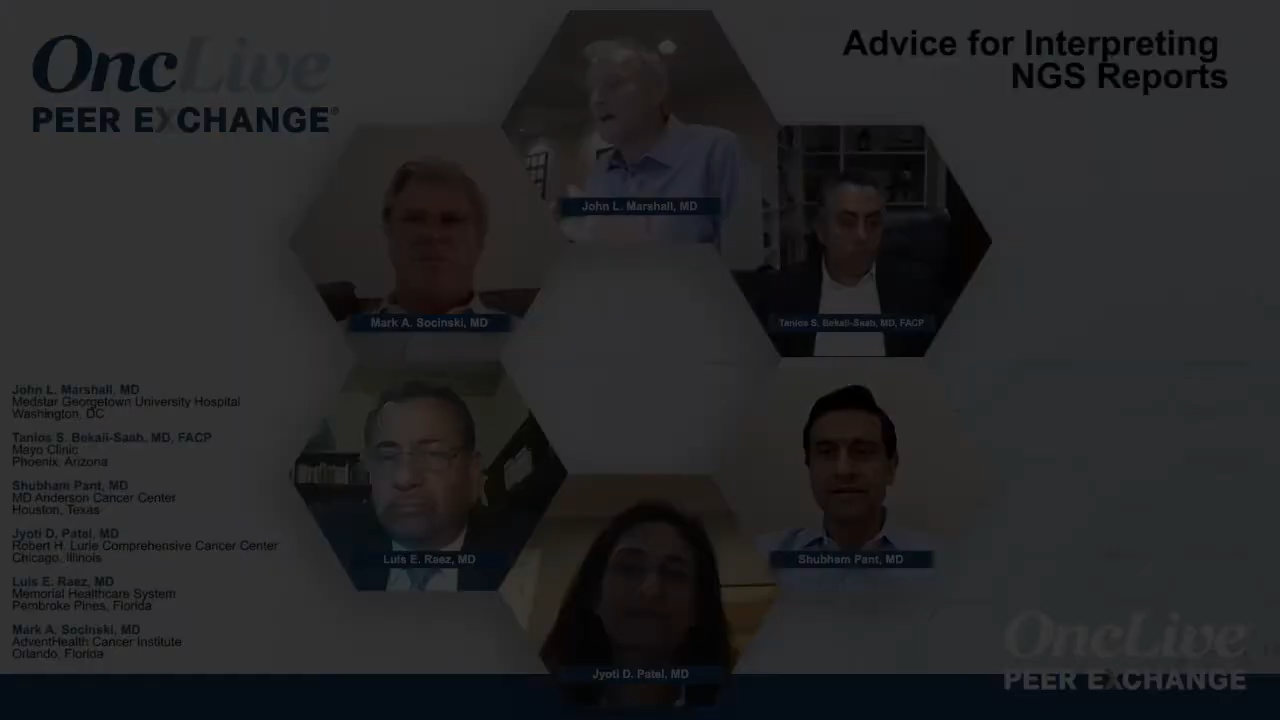 OncLive
PEER EXCHANGE®
Advice for Interpreting
NGS Reports
John L. Marshall, MD
Mark A. Socinski, MD
Tanios S. Bekaii-Saab, MD, FACP
Luis E. Raez, MD
Shubham Pant, MD
Jyoti D. Patel, MD
John L. Marshall, MD
Medstar Georgetown University Hospital
Washington, DC
Tanios S. Bekaii-Saab, MD, FACP
Mayo Clinic
Phoenix, Arizona
Shubham Pant, MD
MD Anderson Cancer Center
Houston, Texas
Jyoti D. Patel, MD
Robert H. Lurie Comprehensive Cancer Center
Chicago, Illinois
Luis E. Raez, MD
Memorial Healthcare System
Pembroke Pines, Florida
Mark A. Socinski, MD
AdventHealth Cancer Institute
Orlando, Florida
OncLive
PEER EXCHANGE